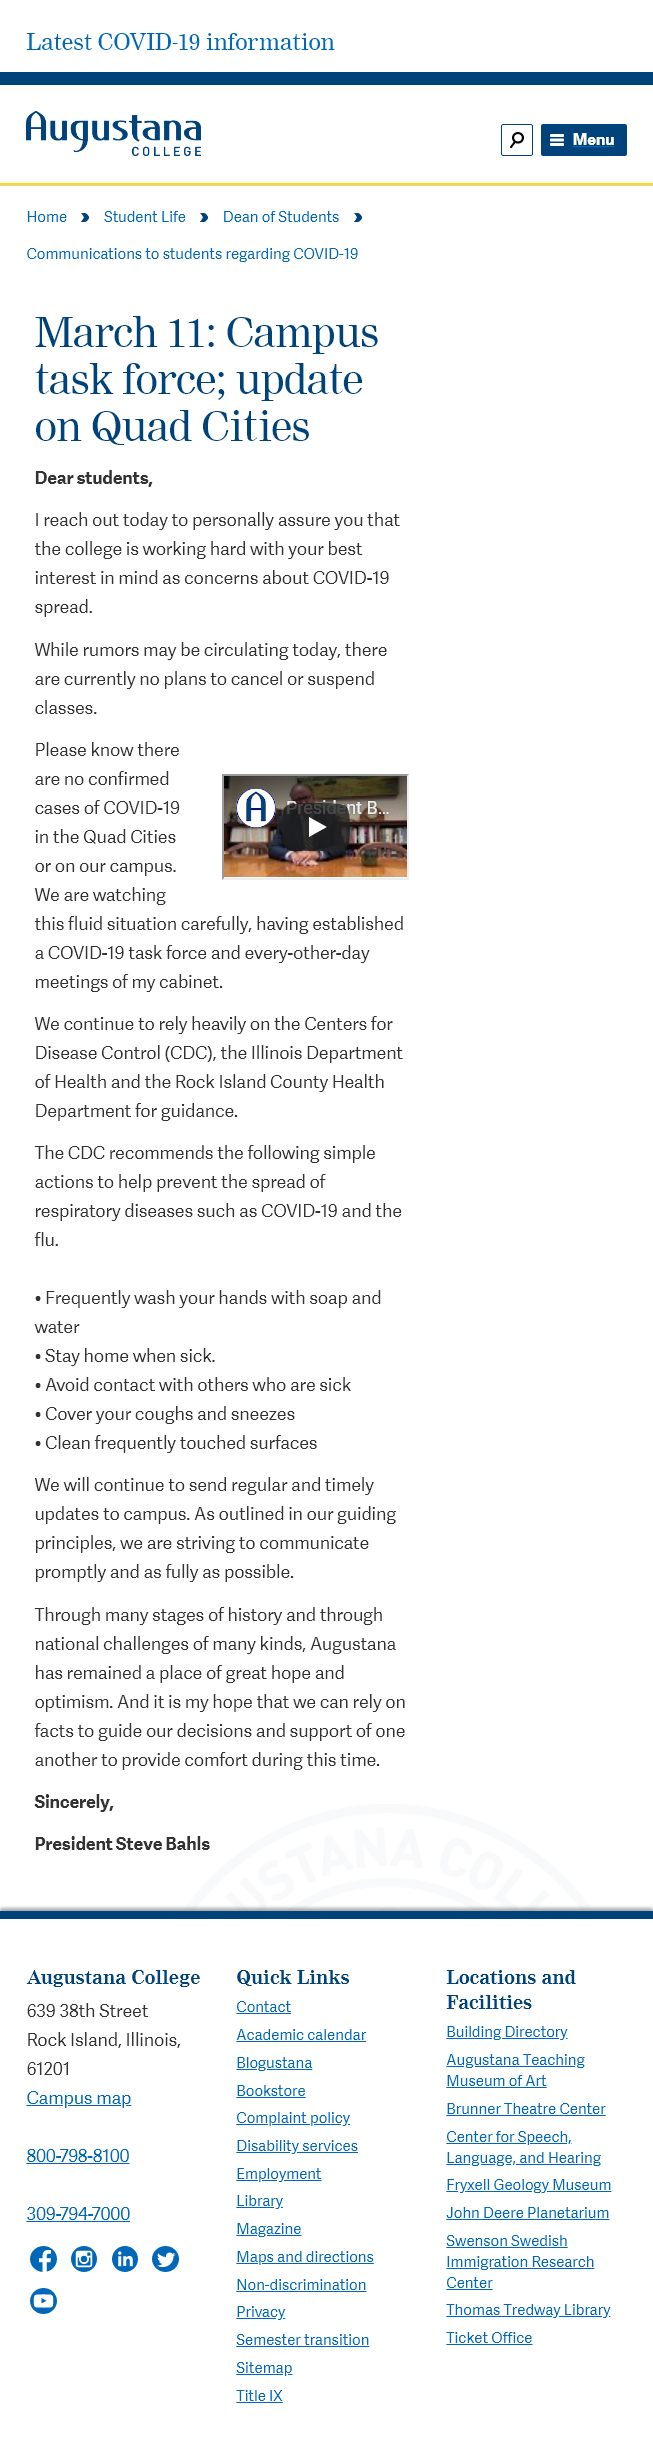 Latest COVID-19 information
Augustana
COLLEGE
Menu
Home Student Life Dean of Students
Communications to students regarding COVID-19
March 11: Campus
task force; update
on Quad Cities
Dear students,
I reach out today to personally assure you that
the college is working hard with your best
interest in mind as concerns about COVID-19
spread.
While rumors may be circulating today, there
are currently no plans to cancel or suspend
classes.
Please know there
are no confirmed
cases of COVID-19
in the Quad Cities
or on our campus.
We are watching
President B...
this fluid situation carefully, having established
a COVID-19 task force and every-other-day
meetings of my cabinet.
We continue to rely heavily on the Centers for
Disease Control (CDC), the Illinois Department
of Health and the Rock Island County Health
Department for guidance.
The CDC recommends the following simple
actions to help prevent the spread of
respiratory diseases such as COVID-19 and the
flu.
• Frequently wash your hands with soap and
water
• Stay home when sick.
• Avoid contact with others who are sick
• Cover your coughs and sneezes
• Clean frequently touched surfaces
We will continue to send regular and timely
updates to campus. As outlined in our guiding
principles, we are striving to communicate
promptly and as fully as possible.
Through many stages of history and through
national challenges of many kinds, Augustana
has remained a place of great hope and
optimism. And it is my hope that we can rely on
facts to guide our decisions and support of one
another to provide comfort during this time.
Sincerely,
President Steve Bahls
USTANA COLL
Augustana College
639 38th Street
Rock Island, Illinois,
61201
Campus map
800-798-8100
309-794-7000
Quick Links
Contact
Academic calendar
Blogustana
Bookstore
Complaint policy
Disability services
Employment
Library
Magazine
Maps and directions
Non-discrimination
Privacy
Semester transition
Sitemap
Title IX
Locations and
Facilities
Building Directory
Augustana Teaching
Museum of Art
Brunner Theatre Center
Center for Speech,
Language, and Hearing
Fryxell Geology Museum
John Deere Planetarium
Swenson Swedish
Immigration Research
Center
Thomas Tredway Library
Ticket Office